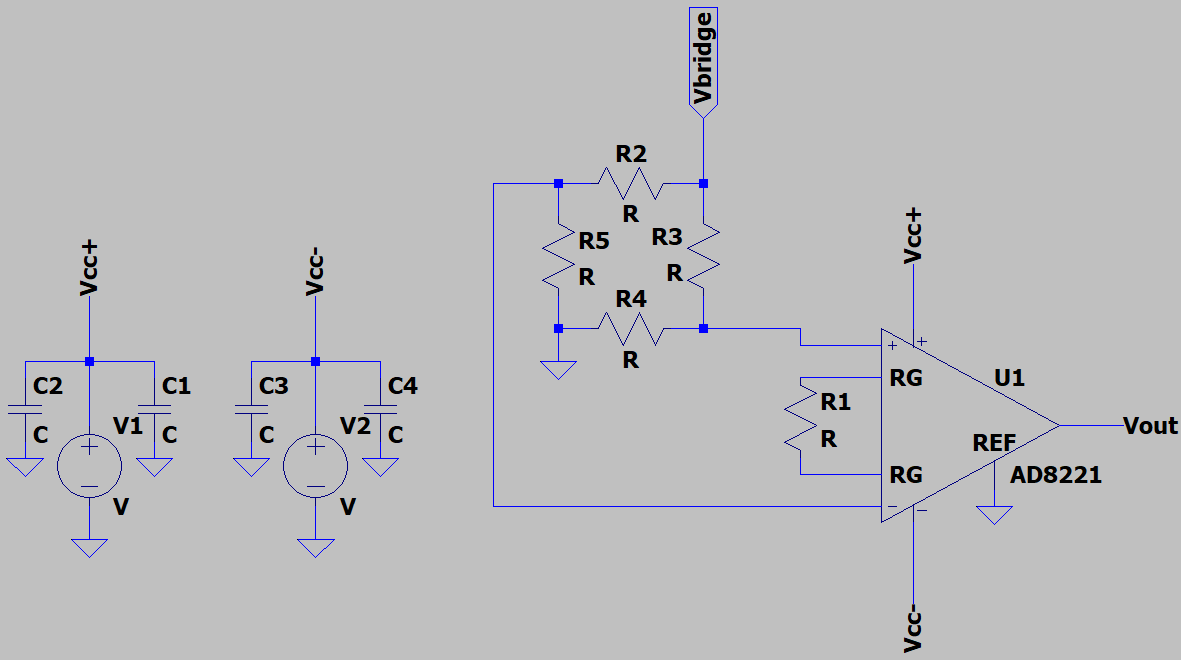 Vbridge
R2
R
R5
R
R3
R
R4
R
Vcc+
C2
C
C1
C
V1
V
Vcc-
C3
C
C4
C
V2
V
Vcc+
+
+
RG
U1
R1
R
REF
Vout
RG
AD8221
-
-
Vcc-